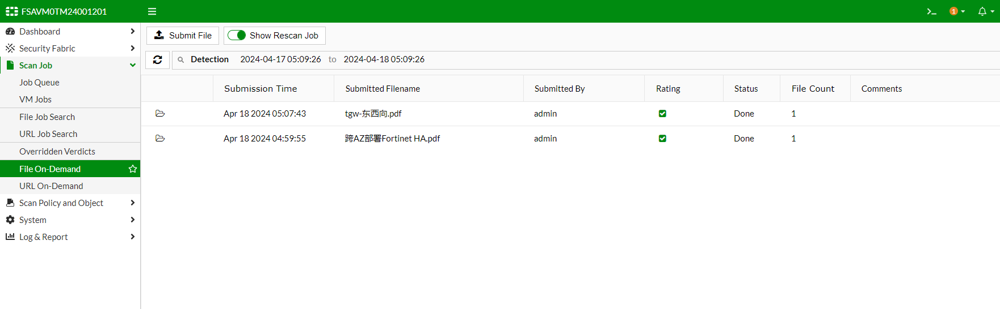 FSAVM0TM24001201
1
Dashboard
Security Fabric
Scan Job
Job Queue
VM Jobs
File Job Search
URL Job Search
Overridden Verdicts
File On-Demand
URL On-Demand
Scan Policy and Object
System
Log & Report
Submit File Show Rescan Job
Detection 2024-04-17 05:09:26 to 2024-04-18 05:09:26
Submission Time Submitted Filename Submitted By Rating Status File Count Comments
Apr 18 2024 05:07:43 tgw-东西向.pdf admin Done 1
Apr 18 2024 04:59:55 跨AZ部署Fortinet HA.pdf admin Done 1